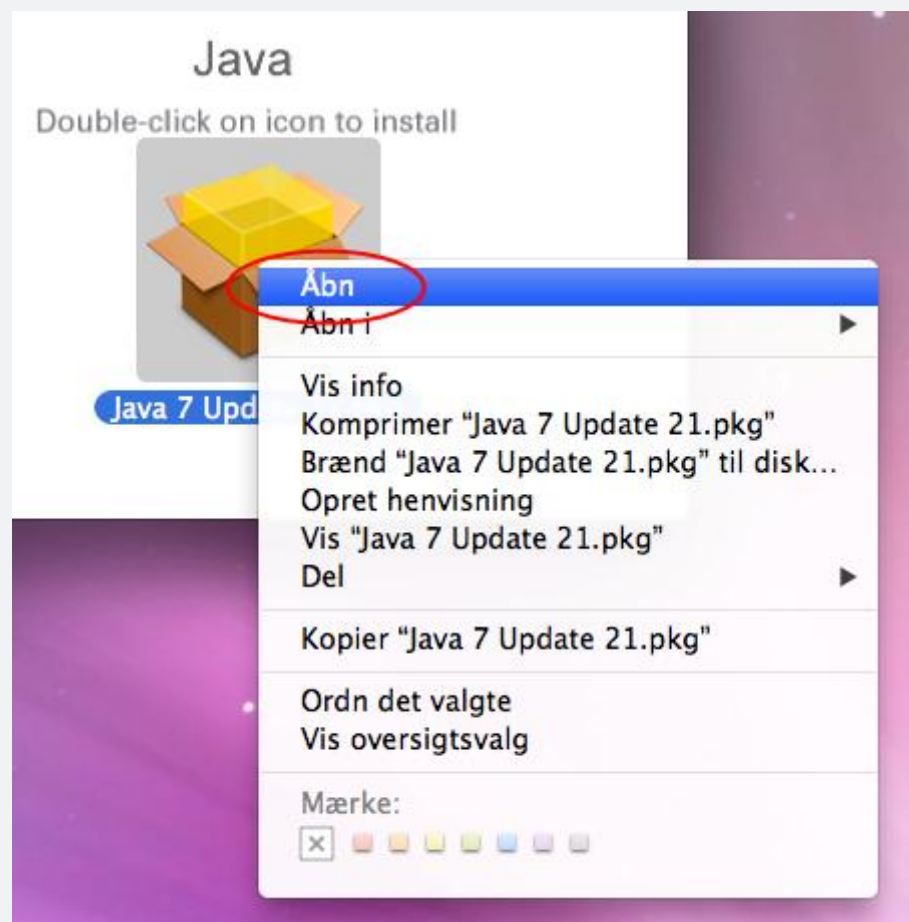 Java
Double-click on icon to install
Java 7 Upd
Åbn
Åbn i
Vis info
Komprimer “Java 7 Update 21.pkg”
Brænd “Java 7 Update 21.pkg” til disk...
Opret henvisning
Vis “Java 7 Update 21.pkg”
Del
Kopier “Java 7 Update 21.pkg”
Ordn det valgte
Vis oversigtsvalg
Mærke: